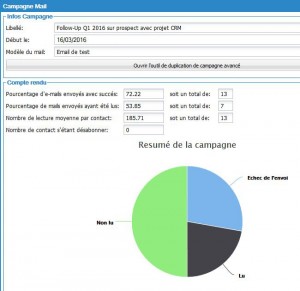 Campagne Mail
Infos Campagne
Libellé: Follow-Up Q1 2016 sur prospect avec projet CRM
Début le: 16/03/2016
Modèle du mail: Email de test
Ouvrir l'outil de duplication de campagne avancé
Compte rendu
Pourcentage d'e-mails envoyés avec succés: 72.22 soit un total de: 13
Pourcentage de mails envoyés ayant été lus: 53.85 soit un total de: 7
Nombre de lecture moyenne par contact: 185.71 soit un total de: 13
Nombre de contact s'étant désabonner: 0
Resumé de la campagne
Echec de l'envoi
Non lu
Lu